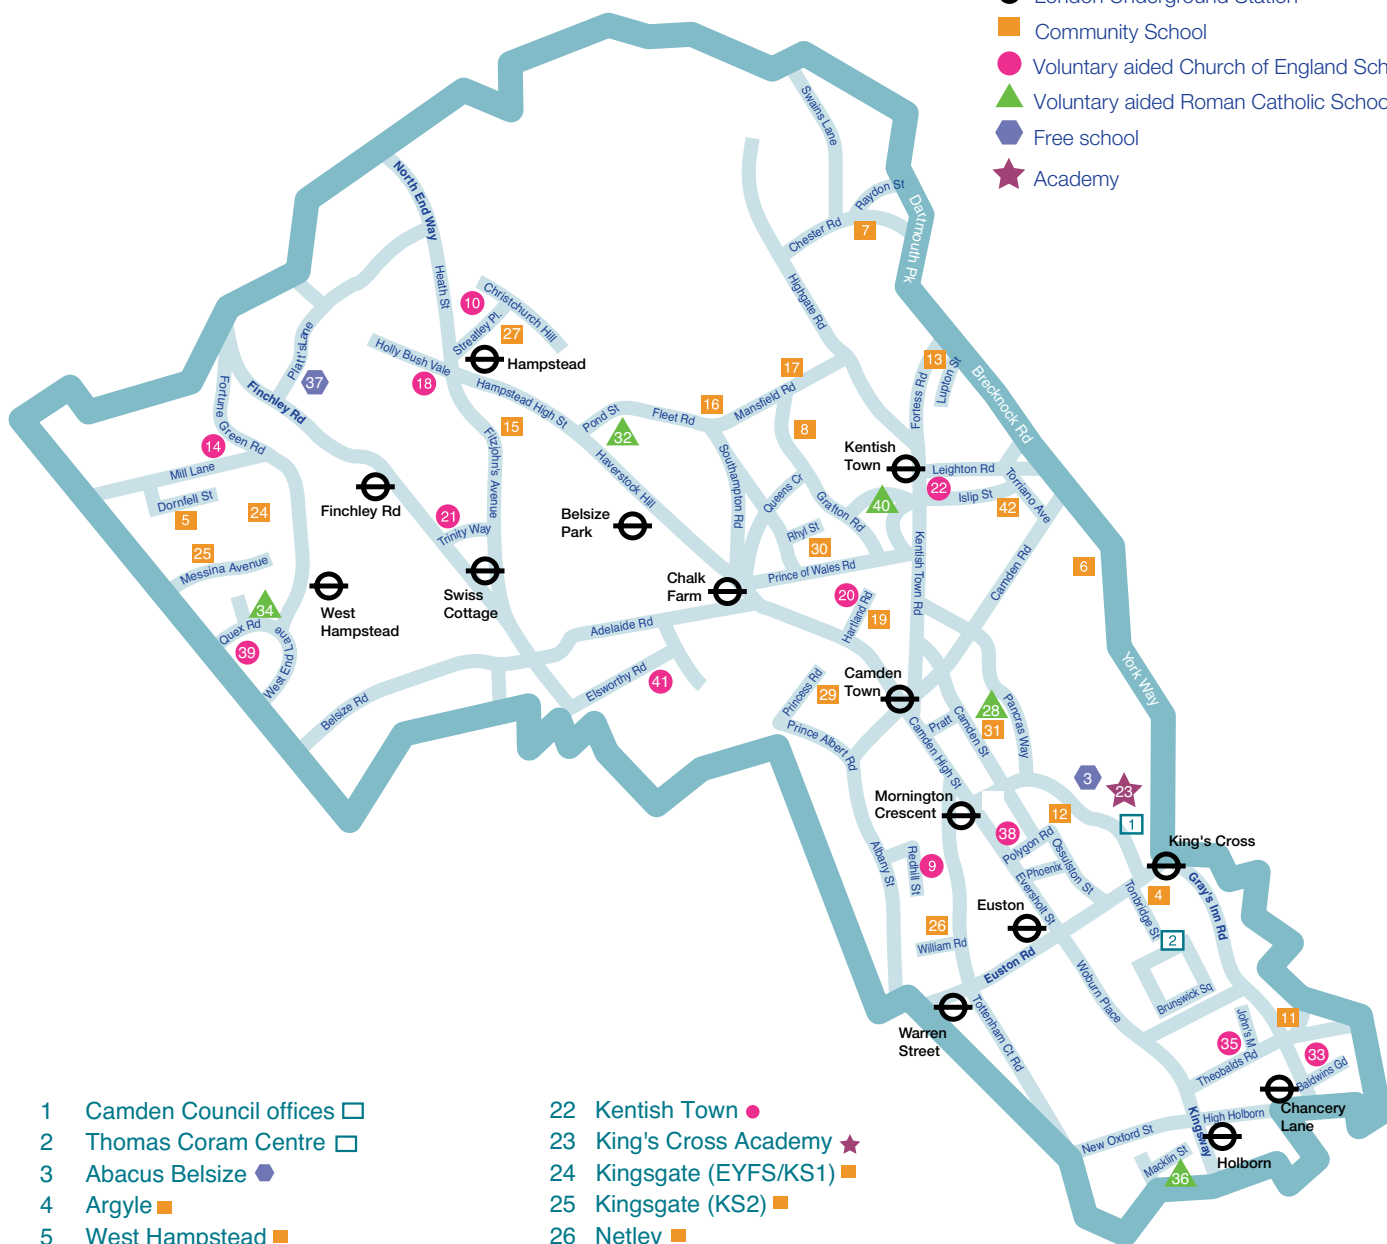 London Underground Station
Community School
Voluntary aided Church of England Sch
Voluntary aided Roman Catholic Schoo
Free school
Academy
Swains Lane
North End Way
Raydon St
Dartmouth Pk
Chester Rd
7
Heath St
Christchurch Hill
10
Streatley Pl.
27
Highgate Rd
Holly Bush Vale
Hampstead
Platt'sLane
37
18
Hampstead High St
17
13
Lupton St
Fortess Rd
Brecknock Rd
Fortune
Green Rd
Finchley Rd
15
Pond St
Fleet Rd
16
Mansfield Rd
8
14
Mill Lane
32
Kentish
Town
Leighton Rd
Torriano Ave
Dornfell St
5
24
Finchley Rd
Fitzjohn's Avenue
Haverstock Hill
Southampton Rd
Queens Cr
Grafton Rd
40
22
Islip St
42
21
Trinity Way
Belsize
Park
Rhyl St
30
25
Messina Avenue
Swiss
Cottage
Chalk
Farm
Prince of Wales Rd
Kentish Town Rd
Camden Rd
6
34
West
Hampstead
Quex Rd
39
West End Lane
Adelaide Rd
20
Hartland Rd
19
Belsize Rd
Elsworthy Rd
41
Princess Rd
29
Camden
Town
28
31
Pancras Way
York Way
Prince Albert Rd
Pratt
Camden St
Camden High St
3
23
1
Mornington
Crescent
12
38
Polygon Rd
Ossulston St
King's Cross
Albany St
Redhill St
9
Phoenix
Eversholt St
Tonbridge St
4
Gray's Inn Rd
Euston
26
William Rd
Euston Rd
2
Woburn Place
Brunswick Sq
Warren
Street
Tottenham Ct Rd
John's M
11
35
33
Theobalds Rd
Baldwins Gd
Chancery
Lane
High Holborn
Kingsway
New Oxford St
Holborn
Macklin St
36
1 Camden Council offices
2 Thomas Coram Centre
3 Abacus Belsize
4 Argyle
5 West Hampstead
22 Kentish Town
23 King's Cross Academy
24 Kingsgate (EYFS/KS1)
25 Kingsgate (KS2)
26 Netley